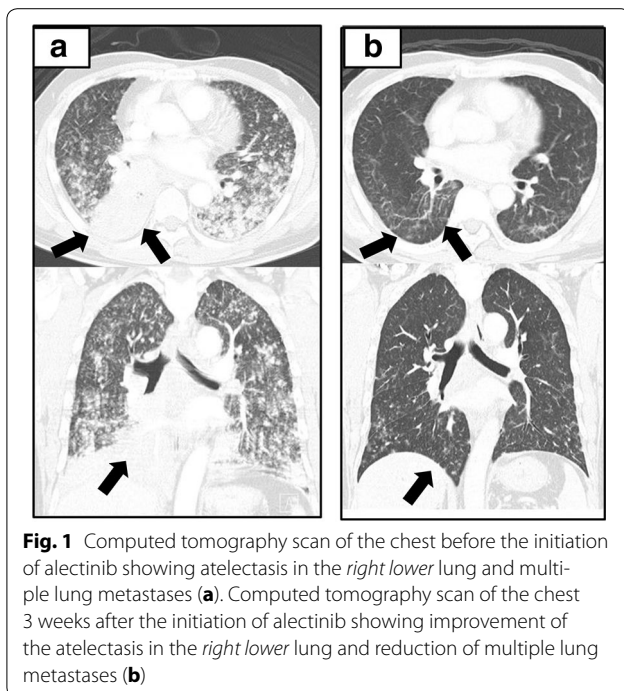 a
b
Fig. 1 Computed tomography scan of the chest before the initiation
of alectinib showing atelectasis in the right lower lung and multi-
ple lung metastases (a). Computed tomography scan of the chest
3 weeks after the initiation of alectinib showing improvement of
the atelectasis in the right lower lung and reduction of multiple lung
metastases (b)